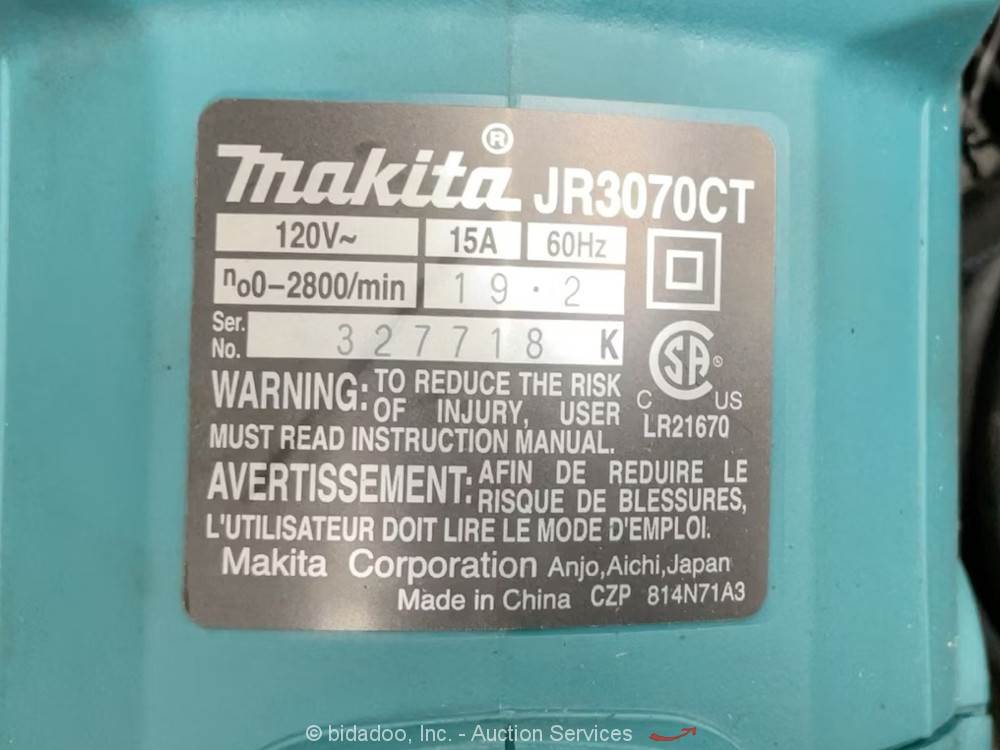 makita® JR3070CT
120V~ 15A 60Hz
no0-2800/min 19·2
Ser. No. 327718 K
WARNING: TO REDUCE THE RISK
OF INJURY, USER
MUST READ INSTRUCTION MANUAL.
CSA®
C US
LR21670
AVERTISSEMENT: AFIN DE REDUIRE LE
RISQUE DE BLESSURES,
L'UTILISATEUR DOIT LIRE LE MODE D'EMPLOI.
Makita Corporation Anjo,Aichi,Japan
Made in China CZP 814N71A3
© bidadoo, Inc. - Auction Services